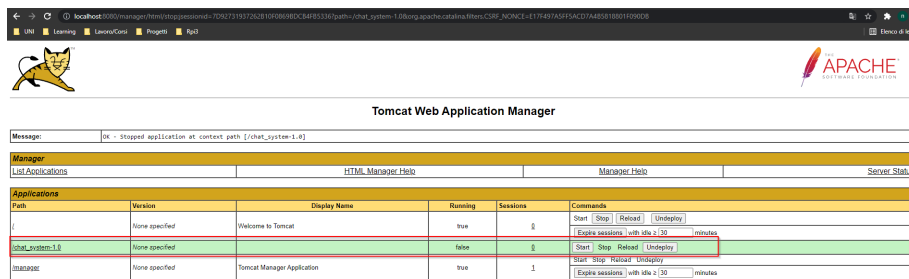 localhost:8080/manager/html/stop;jsessionid=7D92731937262810F0869BDCB4FB5336?path=/chat_system-1.0&org.apache.catalina.filters.CSRF_NONCE=E17F497A5FF5ACD7A4B5818801F090DB
UNI Learning Lavoro/Corsi Progetti Rpi3 Elenco di le
THE
APACHE
SOFTWARE FOUNDATION
Tomcat Web Application Manager
Message: OK - Stopped application at context path [/chat_system-1.0]
Manager
List Applications HTML Manager Help Manager Help Server Statu
Applications
Path Version Display Name Running Sessions Commands
/ None specified Welcome to Tomcat true 0 Start Stop Reload Undeploy
Expire sessions with idle ≥ 30 minutes
/chat_system-1.0 None specified false 0 Start Stop Reload Undeploy
/manager None specified Tomcat Manager Application true 1 Start Stop Reload Undeploy
Expire sessions with idle ≥ 30 minutes